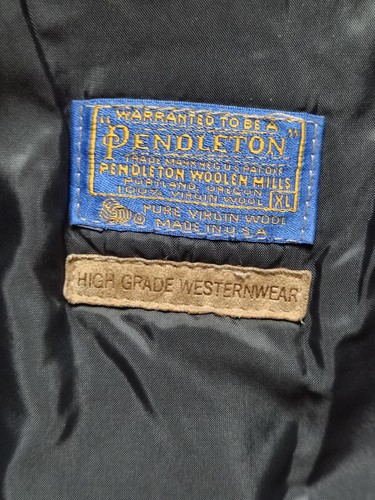 "WARRANTED TO BE A
PENDLETON"
TRADE MARK REG U S PAT OFF
PENDLETON WOOLEN MILLS
PORTLAND, OREGON
100% VIRGIN WOOL XL
PURE VIRGIN WOOL
MADE IN U.S.A
HIGH GRADE WESTERNWEAR